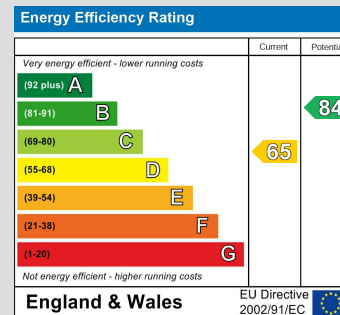 Energy Efficiency Rating
Current Potentia
Very energy efficient - lower running costs
(92 plus) A
(81-91) B
84
(69-80) C
65
(55-68) D
(39-54) E
(21-38) F
(1-20) G
Not energy efficient - higher running costs
England & Wales
EU Directive
2002/91/EC